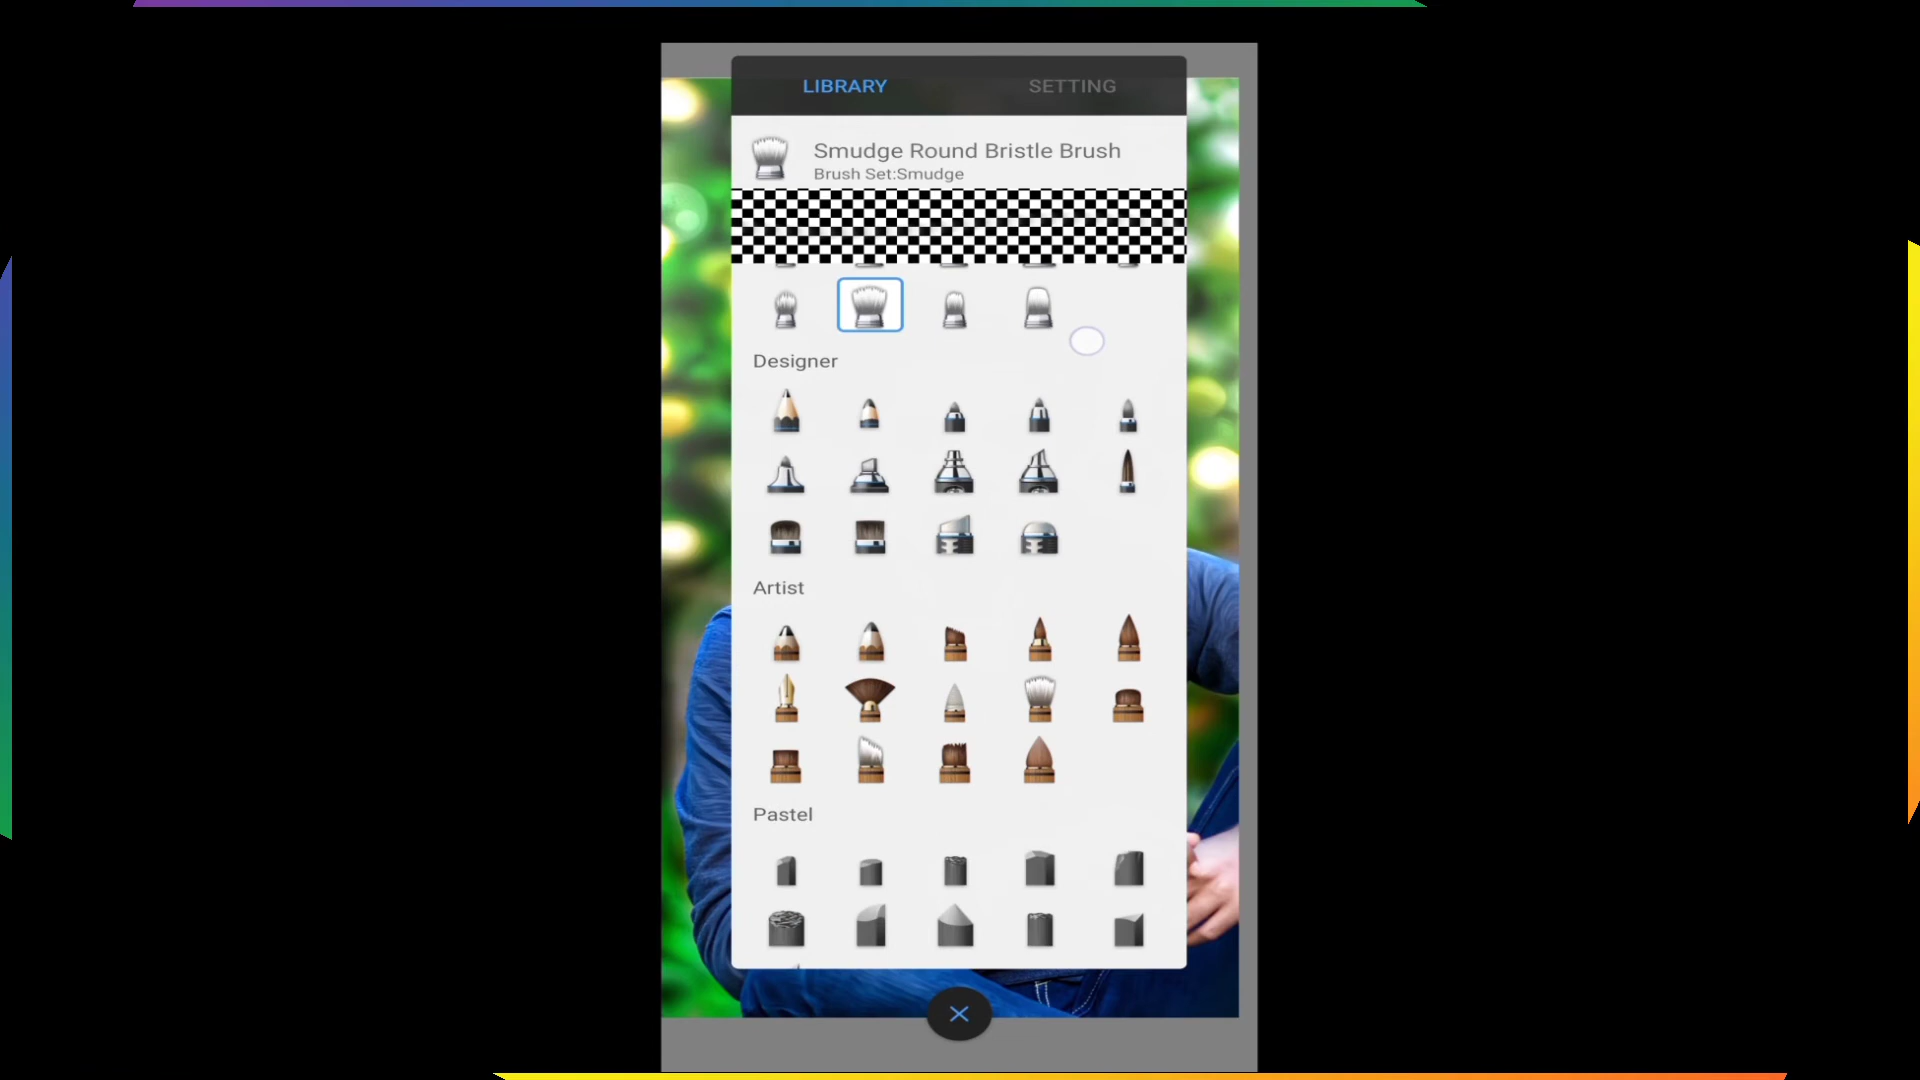 LIBRARY SETTING
Smudge Round Bristle Brush
Brush Set:Smudge
Designer
Artist
Pastel